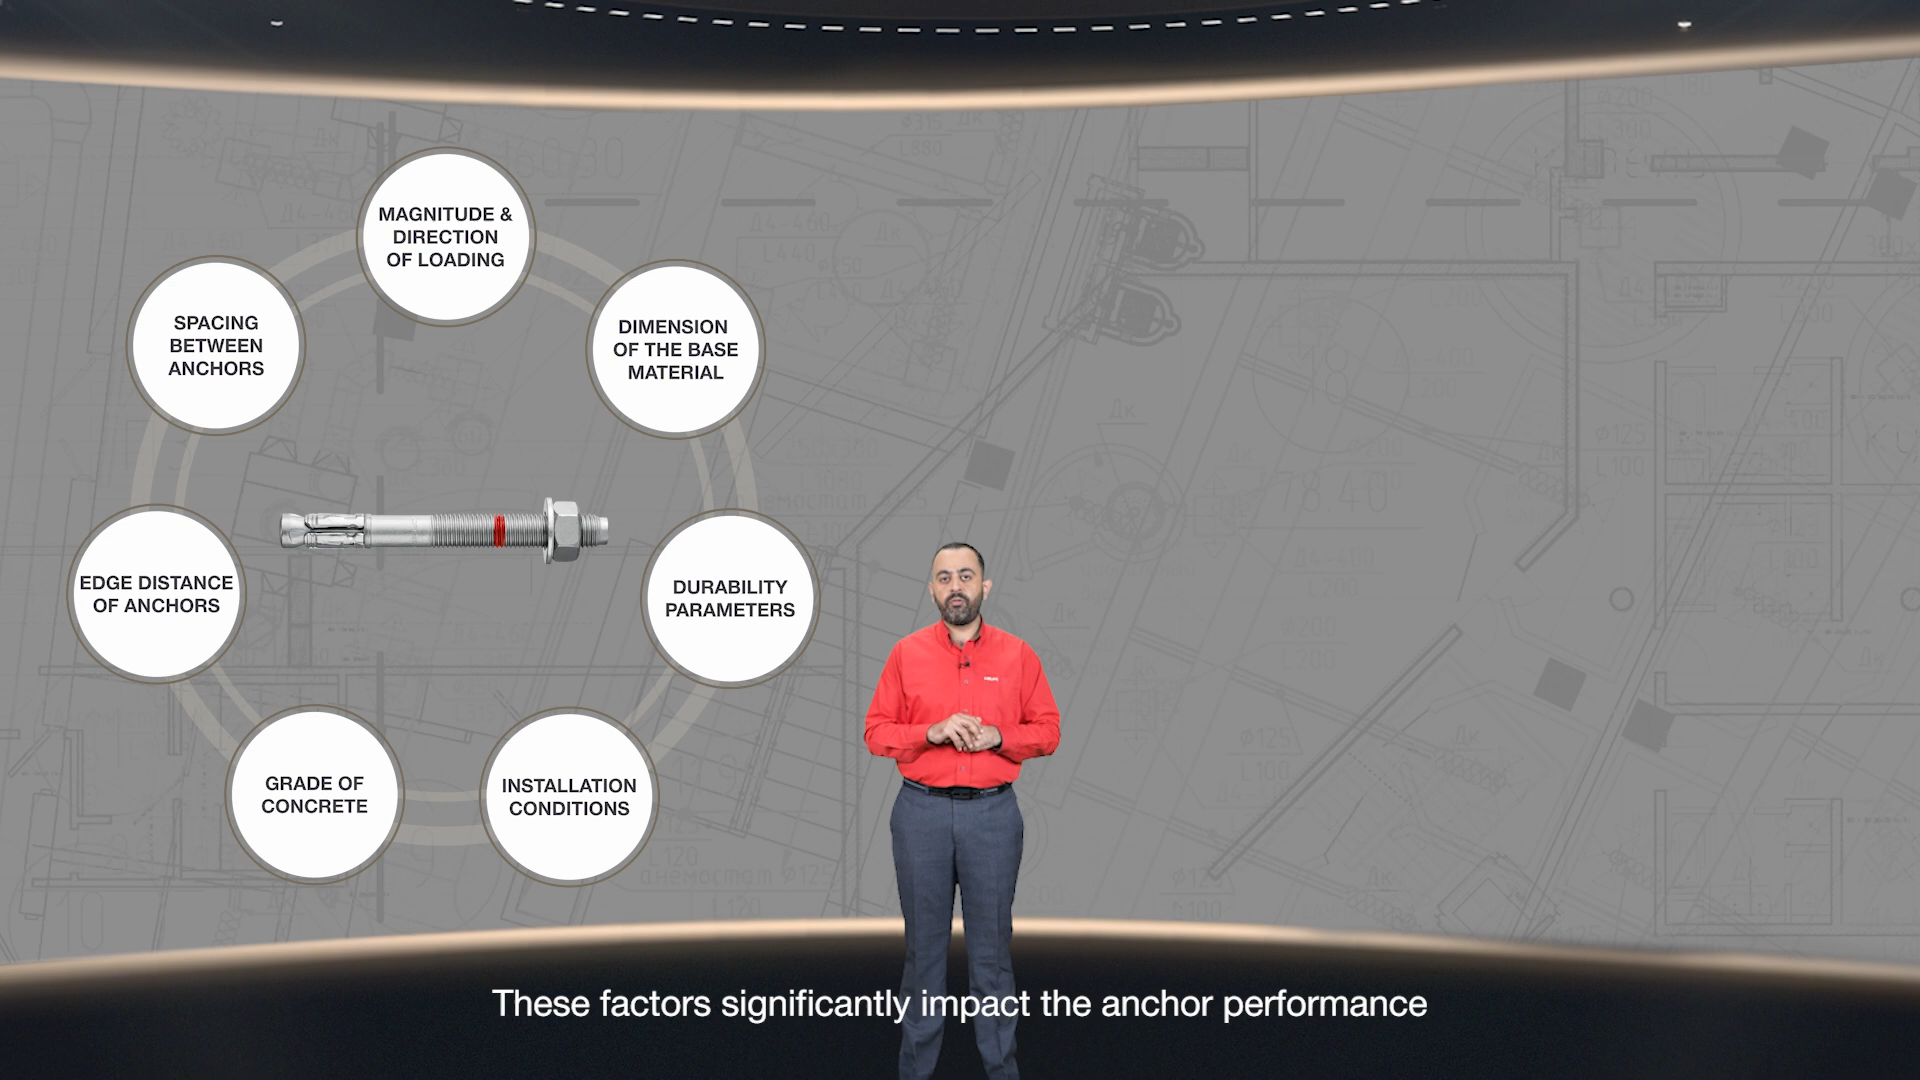 MAGNITUDE &
DIRECTION
OF LOADING
SPACING
BETWEEN
ANCHORS
DIMENSION
OF THE BASE
MATERIAL
EDGE DISTANCE
OF ANCHORS
DURABILITY
PARAMETERS
GRADE OF
CONCRETE
INSTALLATION
CONDITIONS
These factors significantly impact the anchor performance